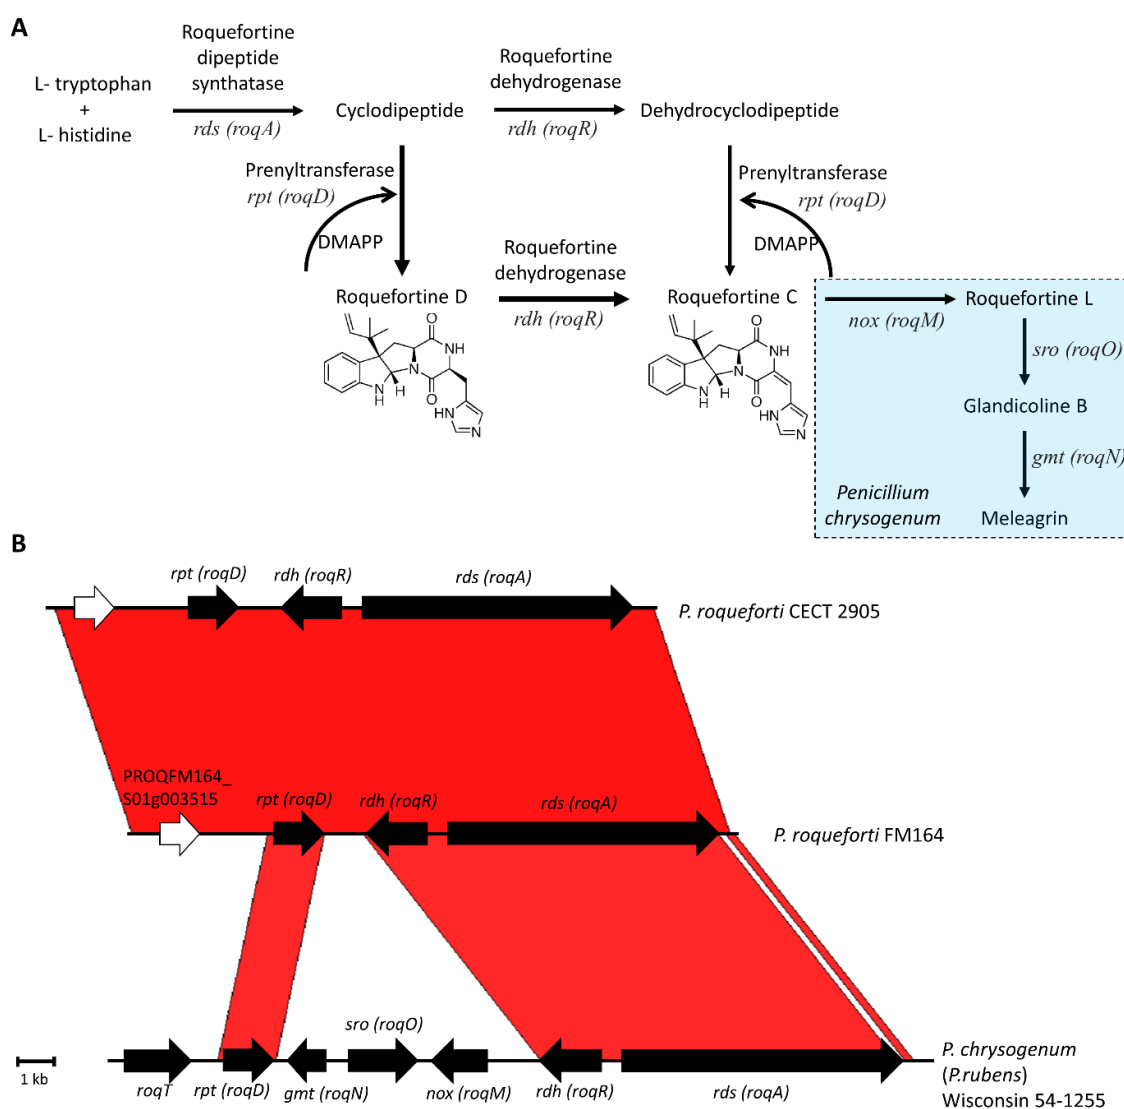 A
Roquefortine
dipeptide
synthatase
L- tryptophan
+
L- histidine
rds (roqA)
Cyclodipeptide
Roquefortine
dehydrogenase
rdh (roqR)
Dehydrocyclodipeptide
Prenyltransferase
rpt (roqD)
DMAPP
Prenyltransferase
rpt (roqD)
DMAPP
Roquefortine D
Roquefortine
dehydrogenase
rdh (roqR)
Roquefortine C
nox (roqM)
Roquefortine L
sro (roqO)
Glandicoline B
gmt (roqN)
Meleagrin
Penicillium
chrysogenum
O
NH
N
O
N
H
H
HN
N
O
NH
N
O
N
H
H
HN
N
B
rpt (roqD)
rdh (roqR)
rds (roqA)
P. roqueforti CECT 2905
PROQFM164_
S01g003515
rpt (roqD)
rdh (roqR)
rds (roqA)
P. roqueforti FM164
sro (roqO)
1 kb
roqT
rpt (roqD)
gmt (roqN)
nox (roqM)
rdh (roqR)
rds (roqA)
P. chrysogenum
(P.rubens)
Wisconsin 54-1255